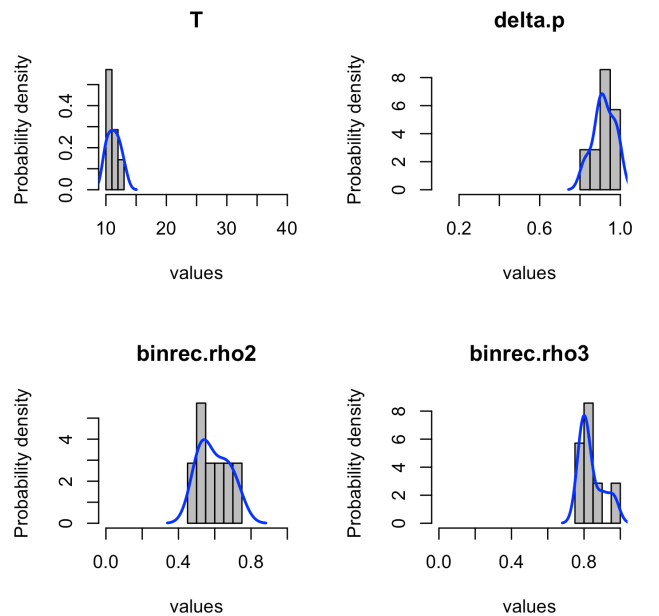 T
Probability density
0.0 0.2 0.4
10 20 30 40
values
delta.p
Probability density
0 2 4 6 8
0.2 0.6 1.0
values
binrec.rho2
Probability density
0 2 4
0.0 0.4 0.8
values
binrec.rho3
Probability density
0 2 4 6 8
0.0 0.4 0.8
values